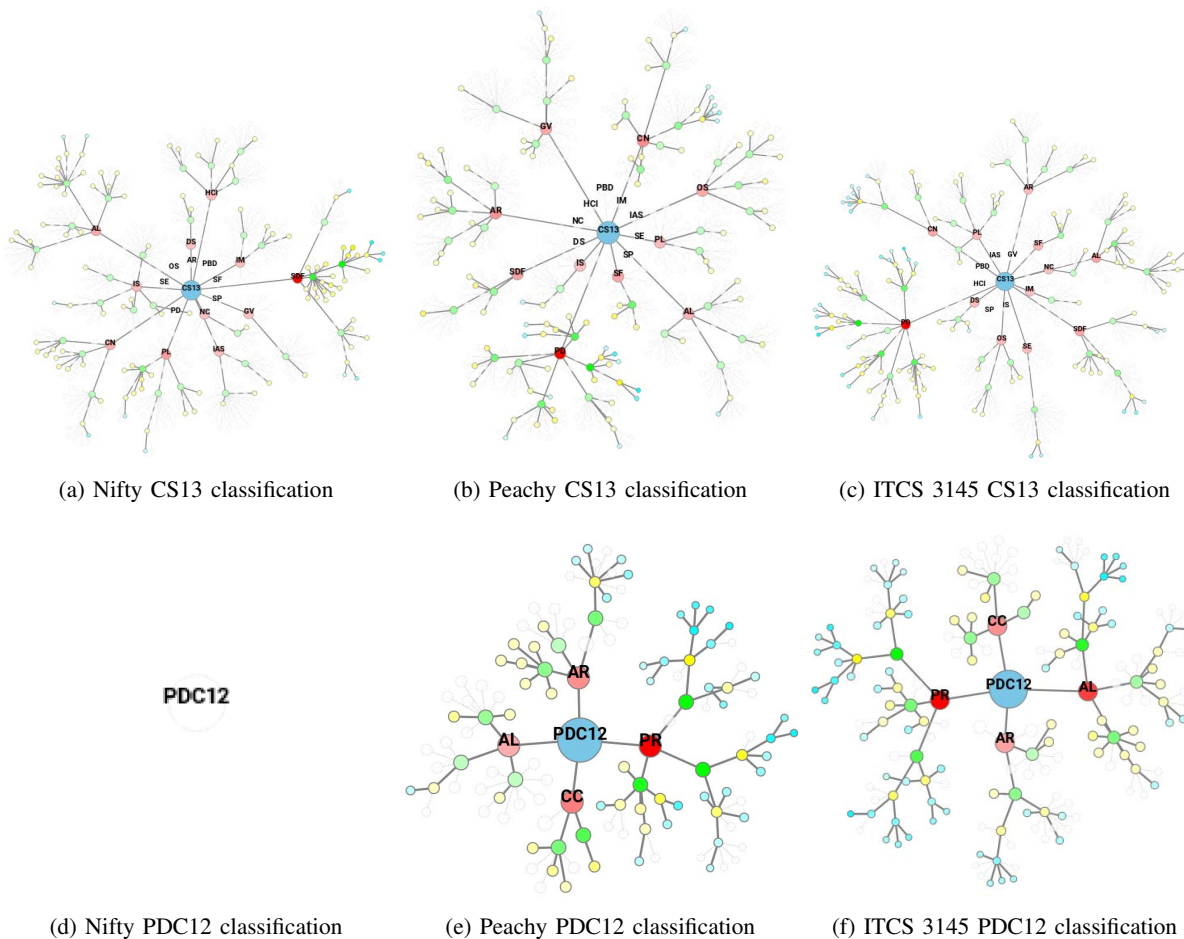 HCI
AL
DS
AR
OS
PBD
IM
SE
SF
SDF
IS
CS13
SP
PD
NC
GV
CN
PL
IAS
(a) Nifty CS13 classification
GV
CN
PBD
OS
HCI
IM
AR
IAS
NC
CS13
SE
PL
DS
SP
IS
SDF
SF
AL
PD
(b) Peachy CS13 classification
AR
CN
PL
SF
AL
IAS
GV
PBD
NC
HCI
CS13
IM
DS
IS
SP
PD
SDF
OS
SE
(c) ITCS 3145 CS13 classification
PDC12
(d) Nifty PDC12 classification
AR
AL
PDC12
PR
CC
(e) Peachy PDC12 classification
CC
PDC12
PR
AL
AR
(f) ITCS 3145 PDC12 classification